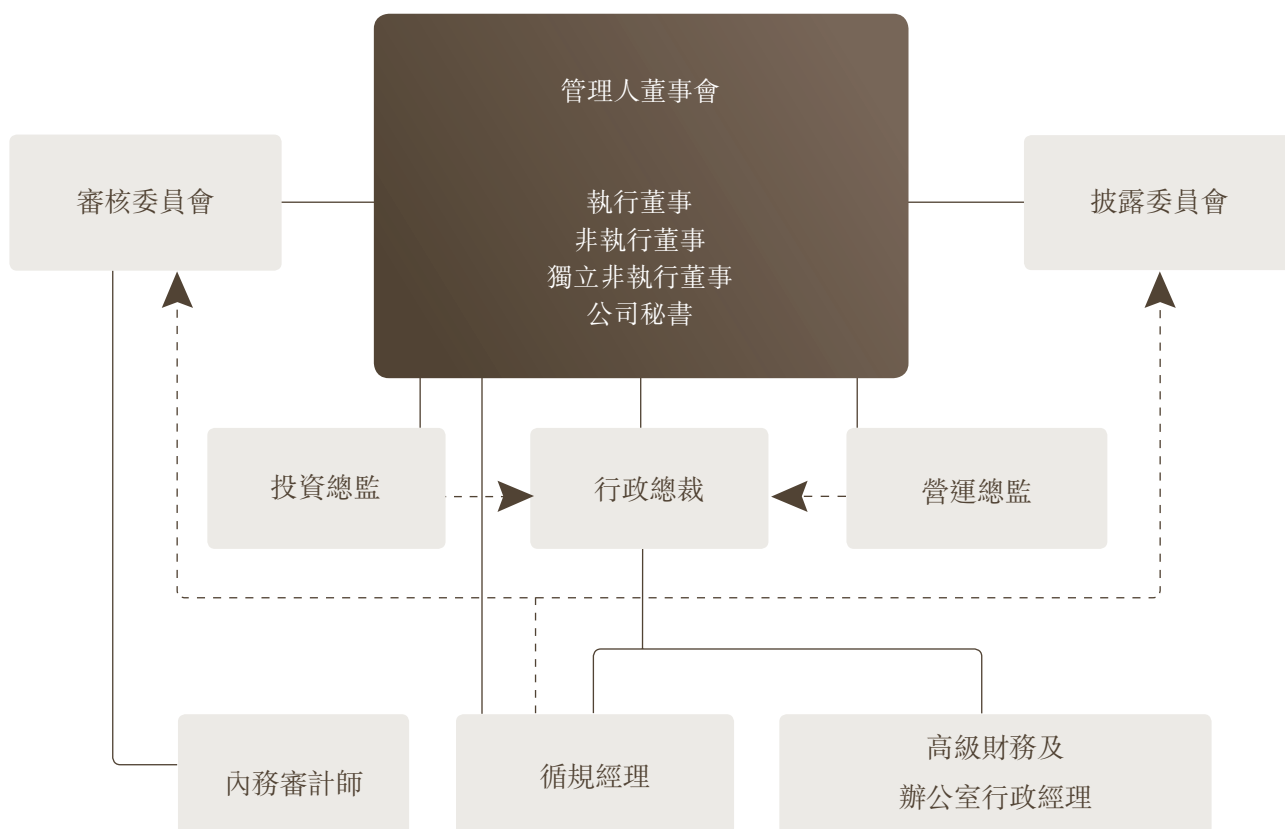 管理人董事會
執行董事
非執行董事
獨立非執行董事
公司秘書
審核委員會
披露委員會
投資總監
行政總裁
營運總監
內務審計師
循規經理
高級財務及
辦公室行政經理